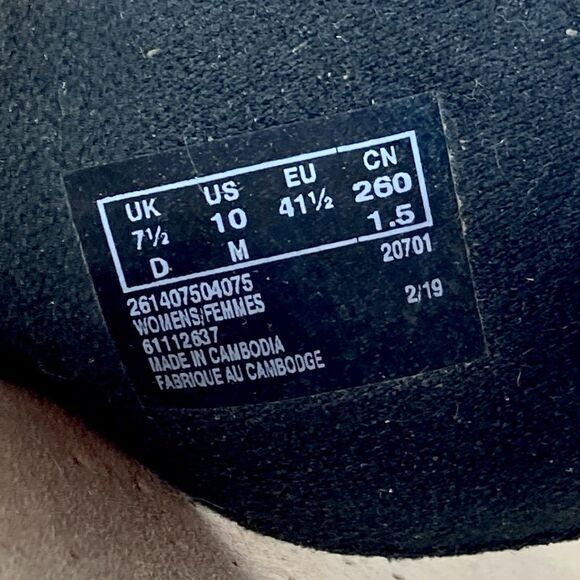 UK US EU CN
7½ 10 41½ 260
D M 1.5
261407504075 20701
WOMENS/FEMMES 2/19
61112637
MADE IN CAMBODIA
FABRIQUE AU CAMBODGE